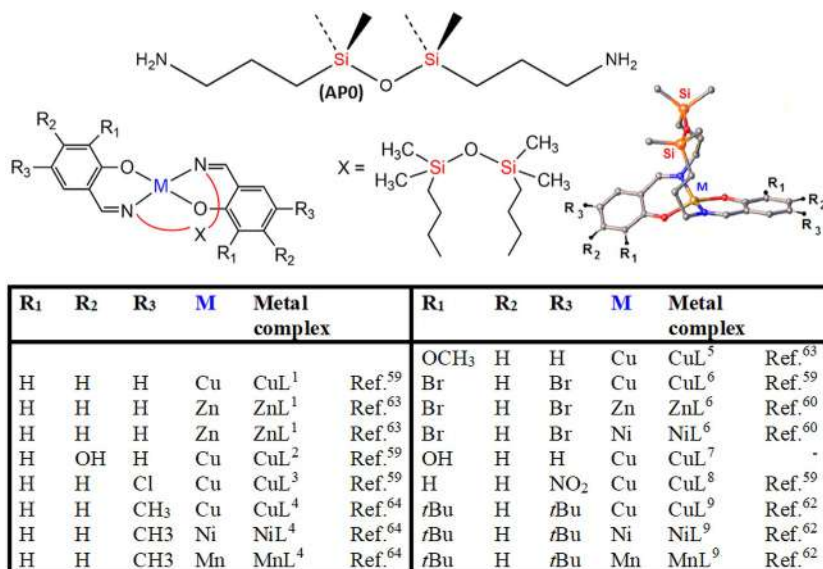 H₂N Si Si NH₂
O
(AP0)
R₂ R₁
R₃ O N
M
N O R₃
X
R₁ R₂
X =
H₃C O CH₃
Si Si
H₃C CH₃
Si
Si
M
R₁
R₂
R₃
R₃
R₂ R₁
R₁ R₂ R₃ M Metal complex
R₁ R₂ R₃ M Metal complex
H H H Cu CuL¹ Ref.⁵⁹
H H H Zn ZnL¹ Ref.⁶³
H H H Zn ZnL¹ Ref.⁶³
H OH H Cu CuL² Ref.⁵⁹
H H Cl Cu CuL³ Ref.⁵⁹
H H CH₃ Cu CuL⁴ Ref.⁶⁴
H H CH3 Ni NiL⁴ Ref.⁶⁴
H H CH3 Mn MnL⁴ Ref.⁶⁴
OCH₃ H H Cu CuL⁵ Ref.⁶³
Br H Br Cu CuL⁶ Ref.⁵⁹
Br H Br Zn ZnL⁶ Ref.⁶⁰
Br H Br Ni NiL⁶ Ref.⁶⁰
OH H H Cu CuL⁷ -
H H NO₂ Cu CuL⁸ Ref.⁵⁹
tBu H tBu Cu CuL⁹ Ref.⁶²
tBu H tBu Ni NiL⁹ Ref.⁶²
tBu H tBu Mn MnL⁹ Ref.⁶²